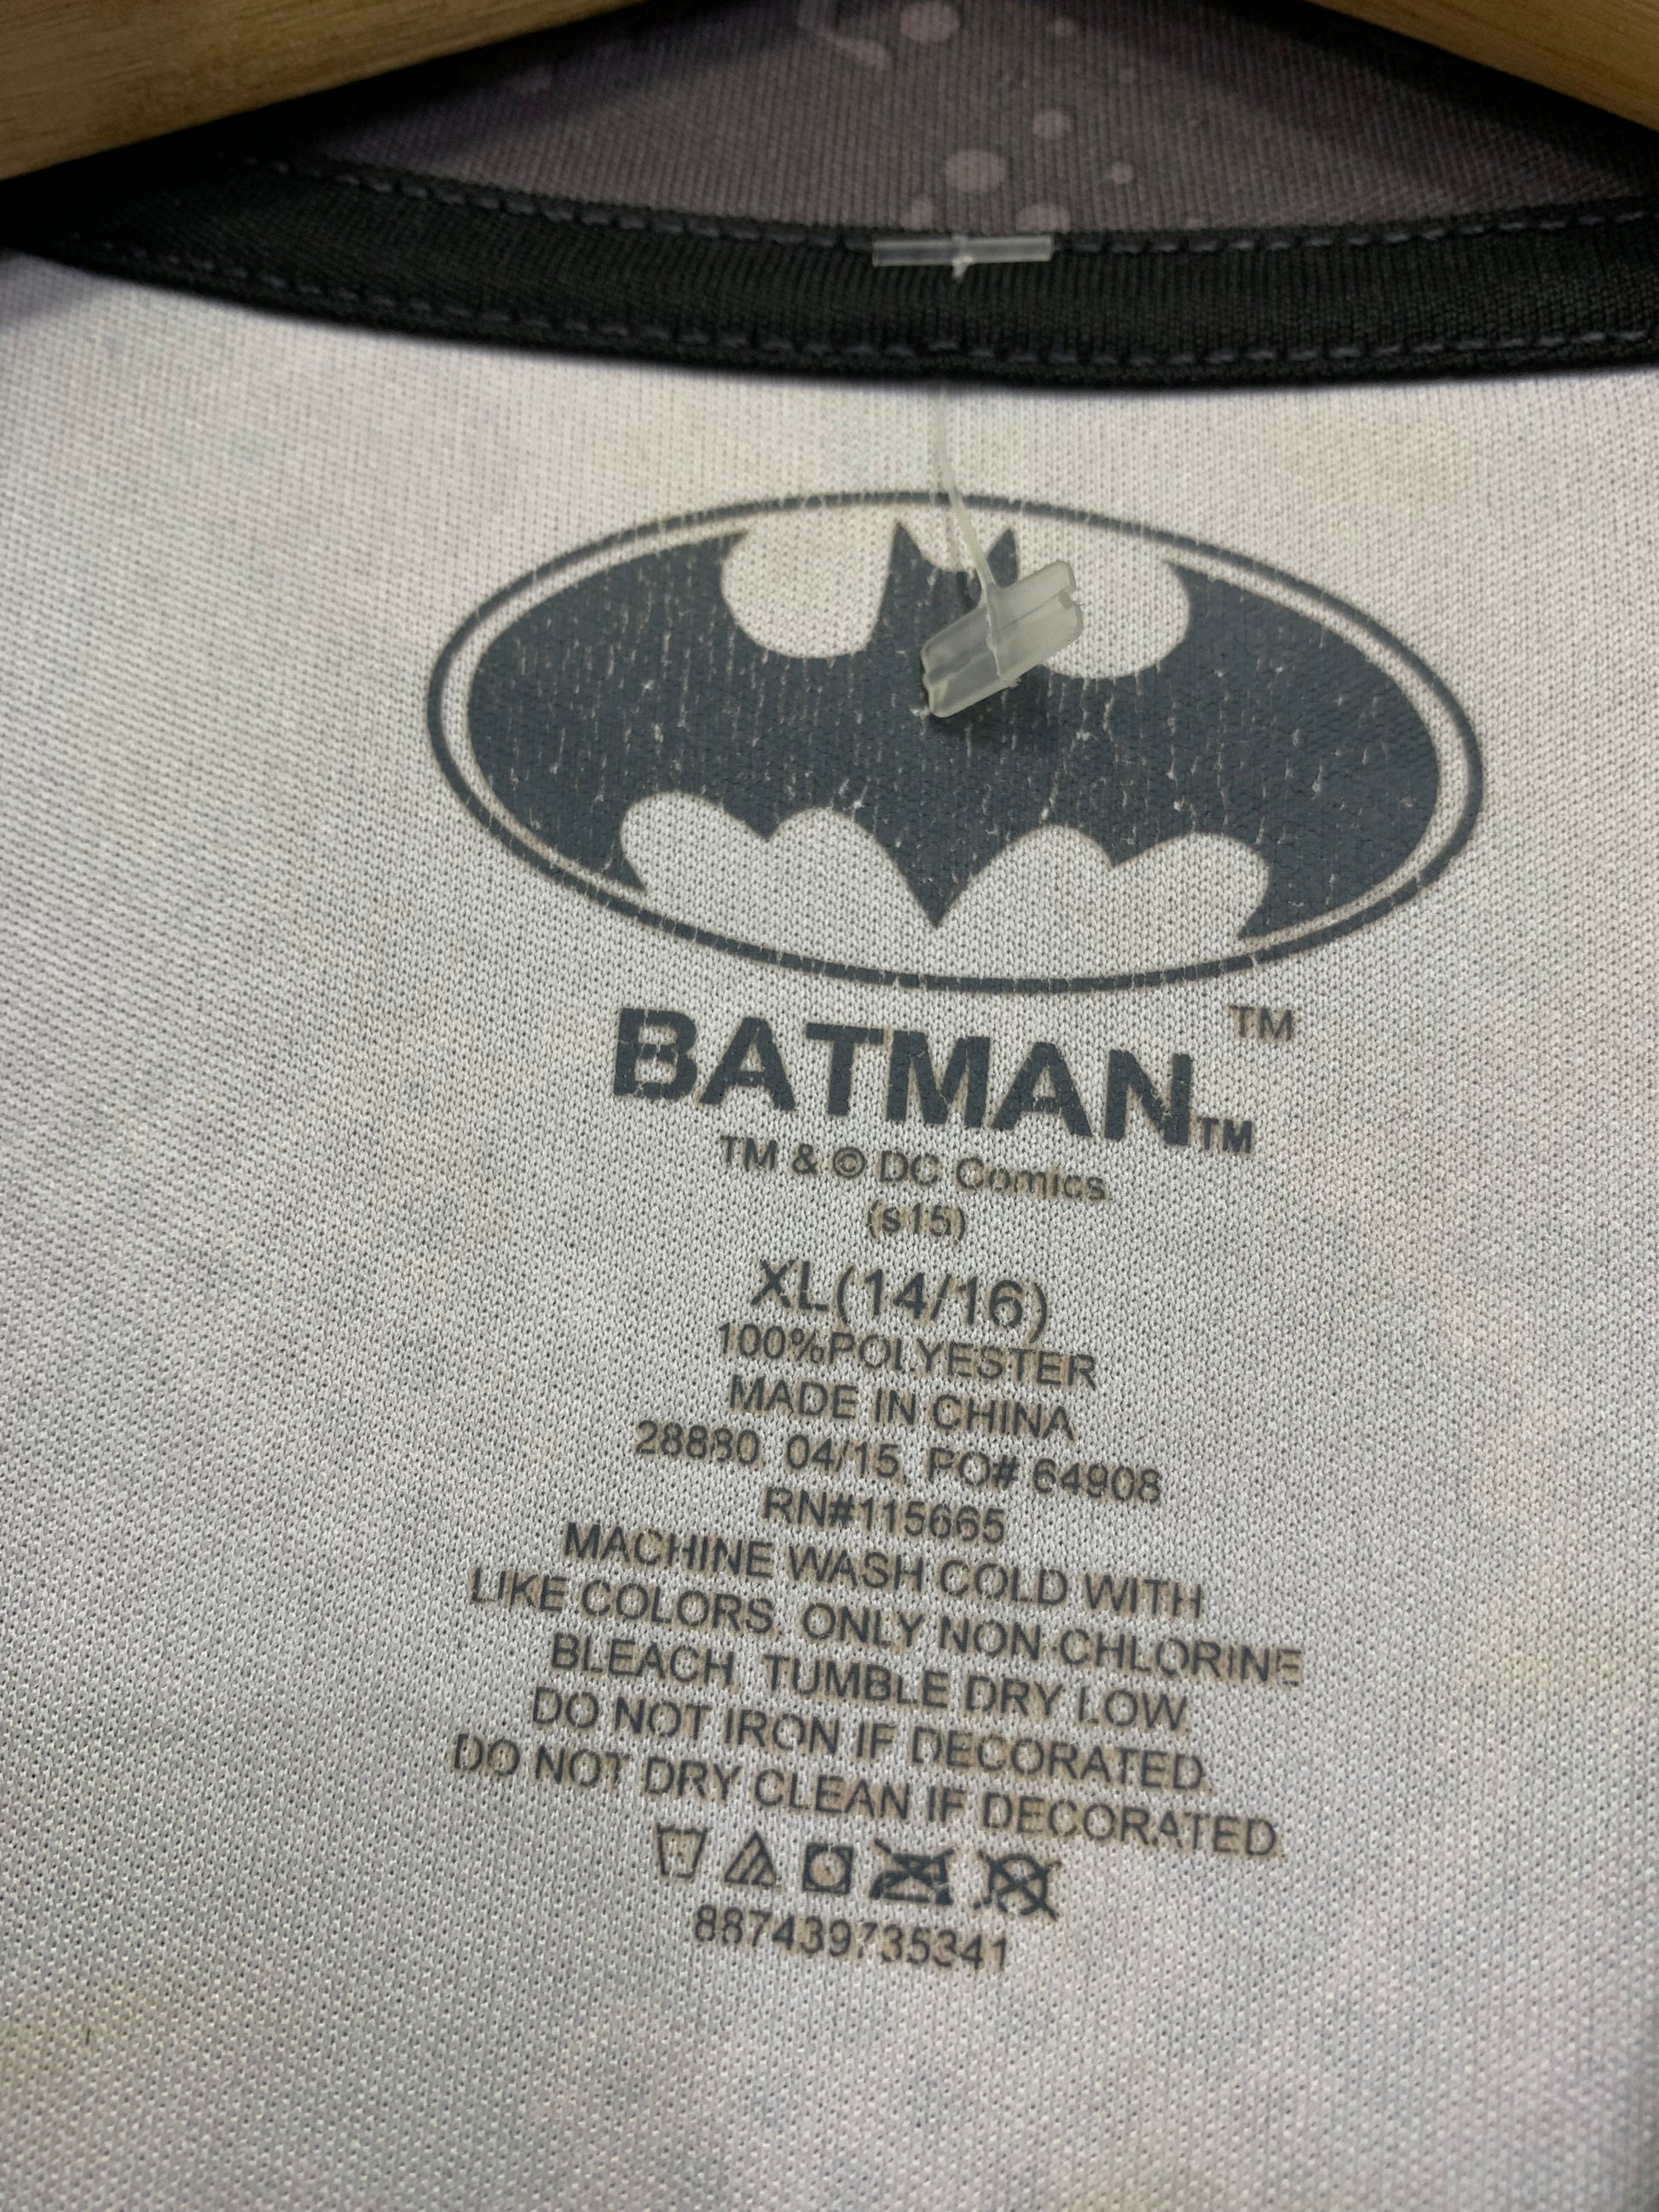 TM
BATMAN™
TM & © DC Comics.
(s15)
XL(14/16)
100%POLYESTER
MADE IN CHINA
28880, 04/15, PO# 64908
RN#115665
MACHINE WASH COLD WITH
LIKE COLORS. ONLY NON-CHLORINE
BLEACH, TUMBLE DRY LOW.
DO NOT IRON IF DECORATED.
DO NOT DRY CLEAN IF DECORATED.
887439735341